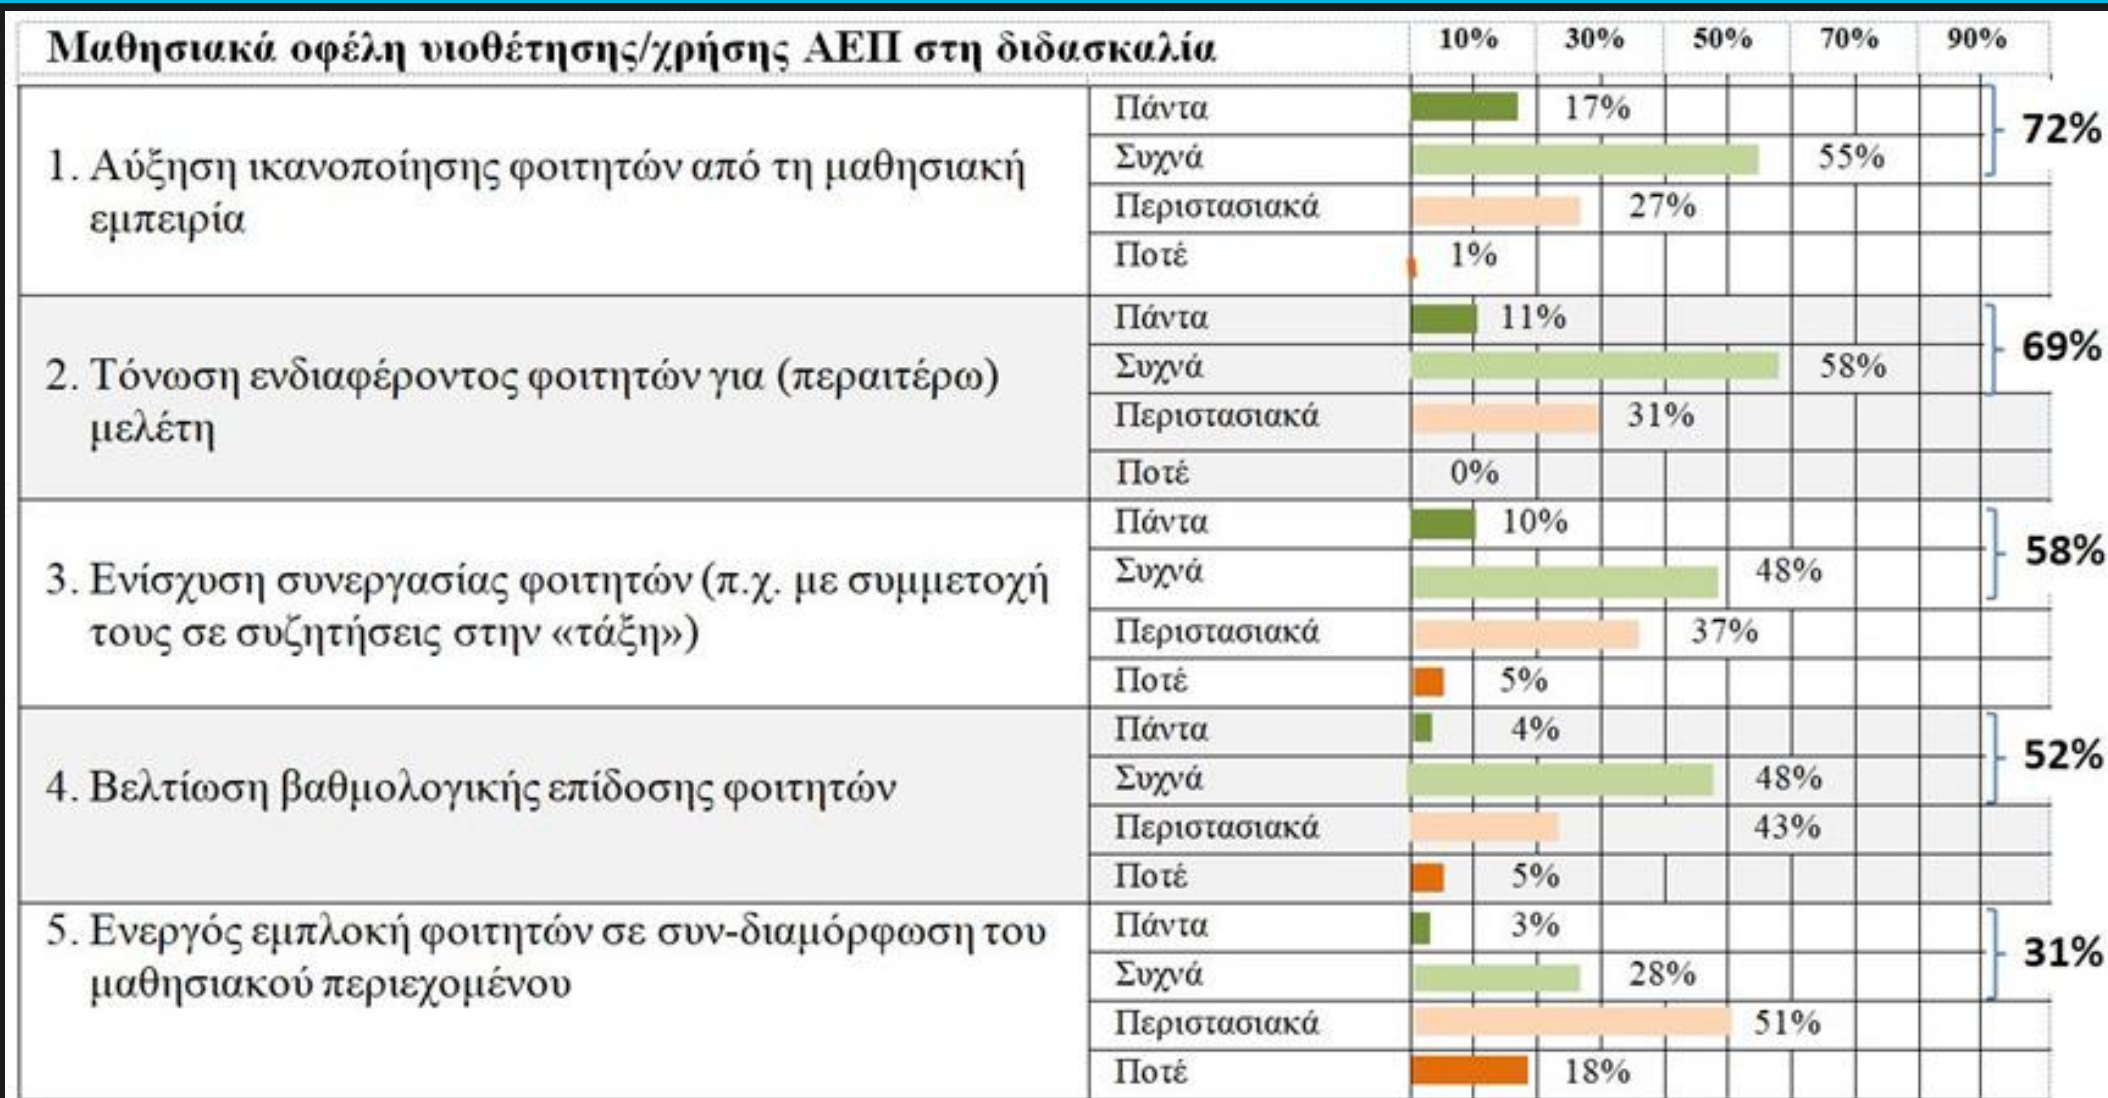 Μαθησιακά οφέλη υιοθέτησης/χρήσης ΑΕΠ στη διδασκαλία 10% 30% 50% 70% 90%
1. Αύξηση ικανοποίησης φοιτητών από τη μαθησιακή
εμπειρία
Πάντα 17%
Συχνά 55%
Περιστασιακά 27%
Ποτέ 1%
72%
2. Τόνωση ενδιαφέροντος φοιτητών για (περαιτέρω)
μελέτη
Πάντα 11%
Συχνά 58%
Περιστασιακά 31%
Ποτέ 0%
69%
3. Ενίσχυση συνεργασίας φοιτητών (π.χ. με συμμετοχή
τους σε συζητήσεις στην «τάξη»)
Πάντα 10%
Συχνά 48%
Περιστασιακά 37%
Ποτέ 5%
58%
4. Βελτίωση βαθμολογικής επίδοσης φοιτητών
Πάντα 4%
Συχνά 48%
Περιστασιακά 43%
Ποτέ 5%
52%
5. Ενεργός εμπλοκή φοιτητών σε συν-διαμόρφωση του
μαθησιακού περιεχομένου
Πάντα 3%
Συχνά 28%
Περιστασιακά 51%
Ποτέ 18%
31%